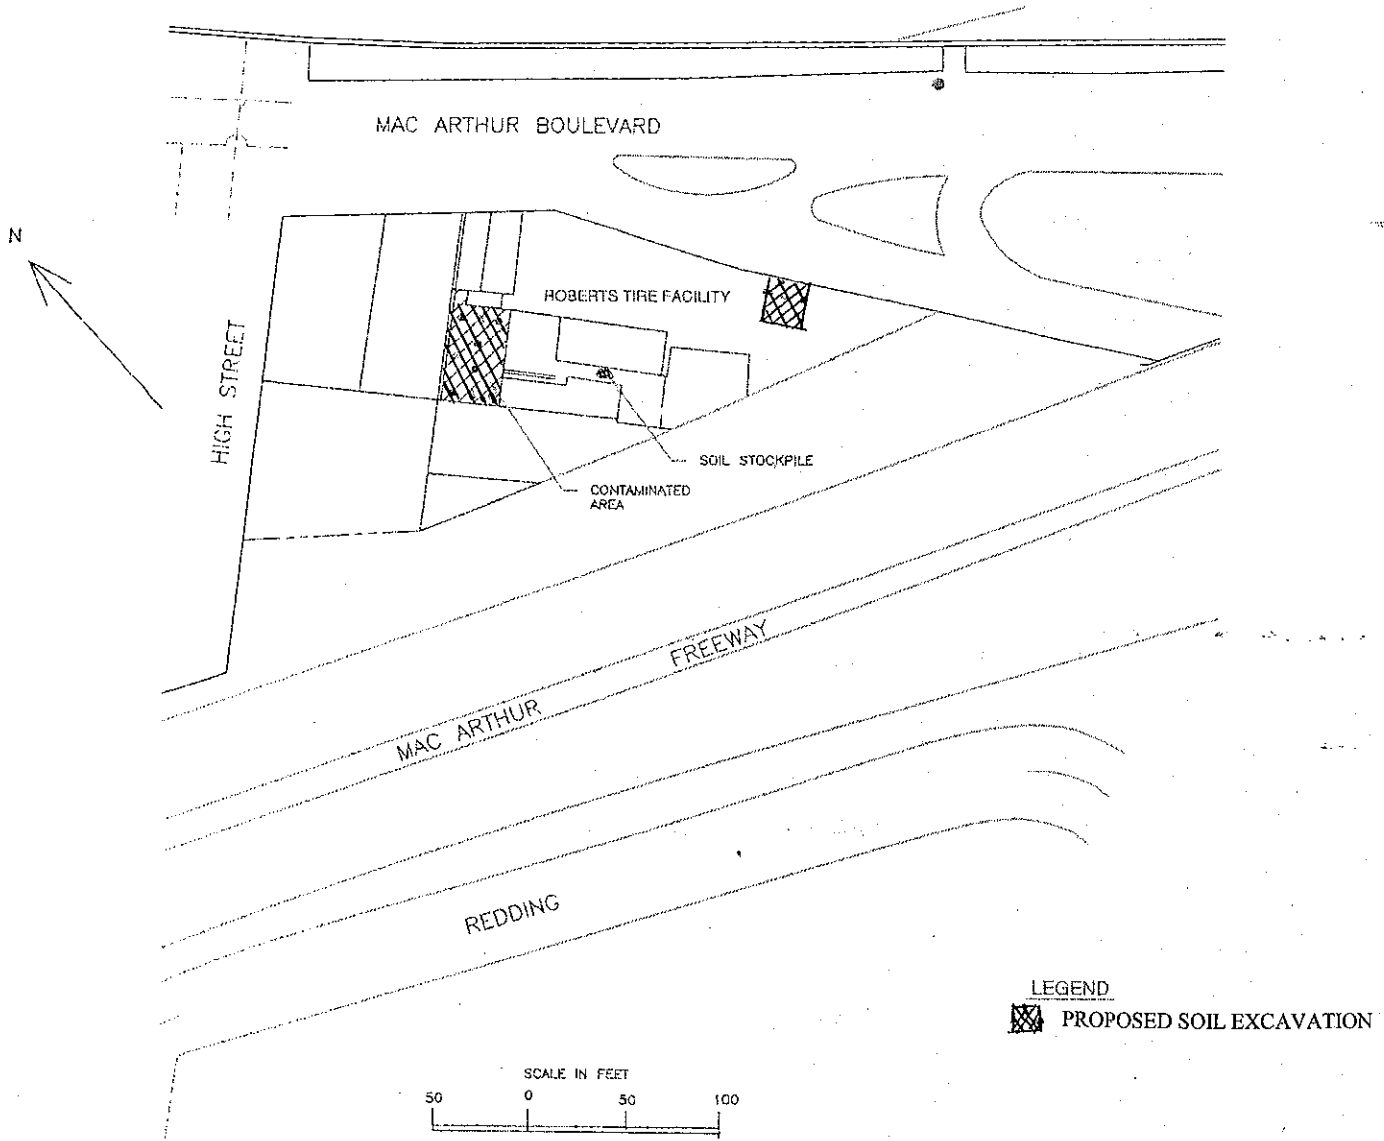 MAC ARTHUR BOULEVARD
N
ROBERTS TIRE FACILITY
HIGH STREET
SOIL STOCKPILE
CONTAMINATED
AREA
MAC ARTHUR FREEWAY
REDDING
LEGEND
PROPOSED SOIL EXCAVATION
SCALE IN FEET
50 0 50 100